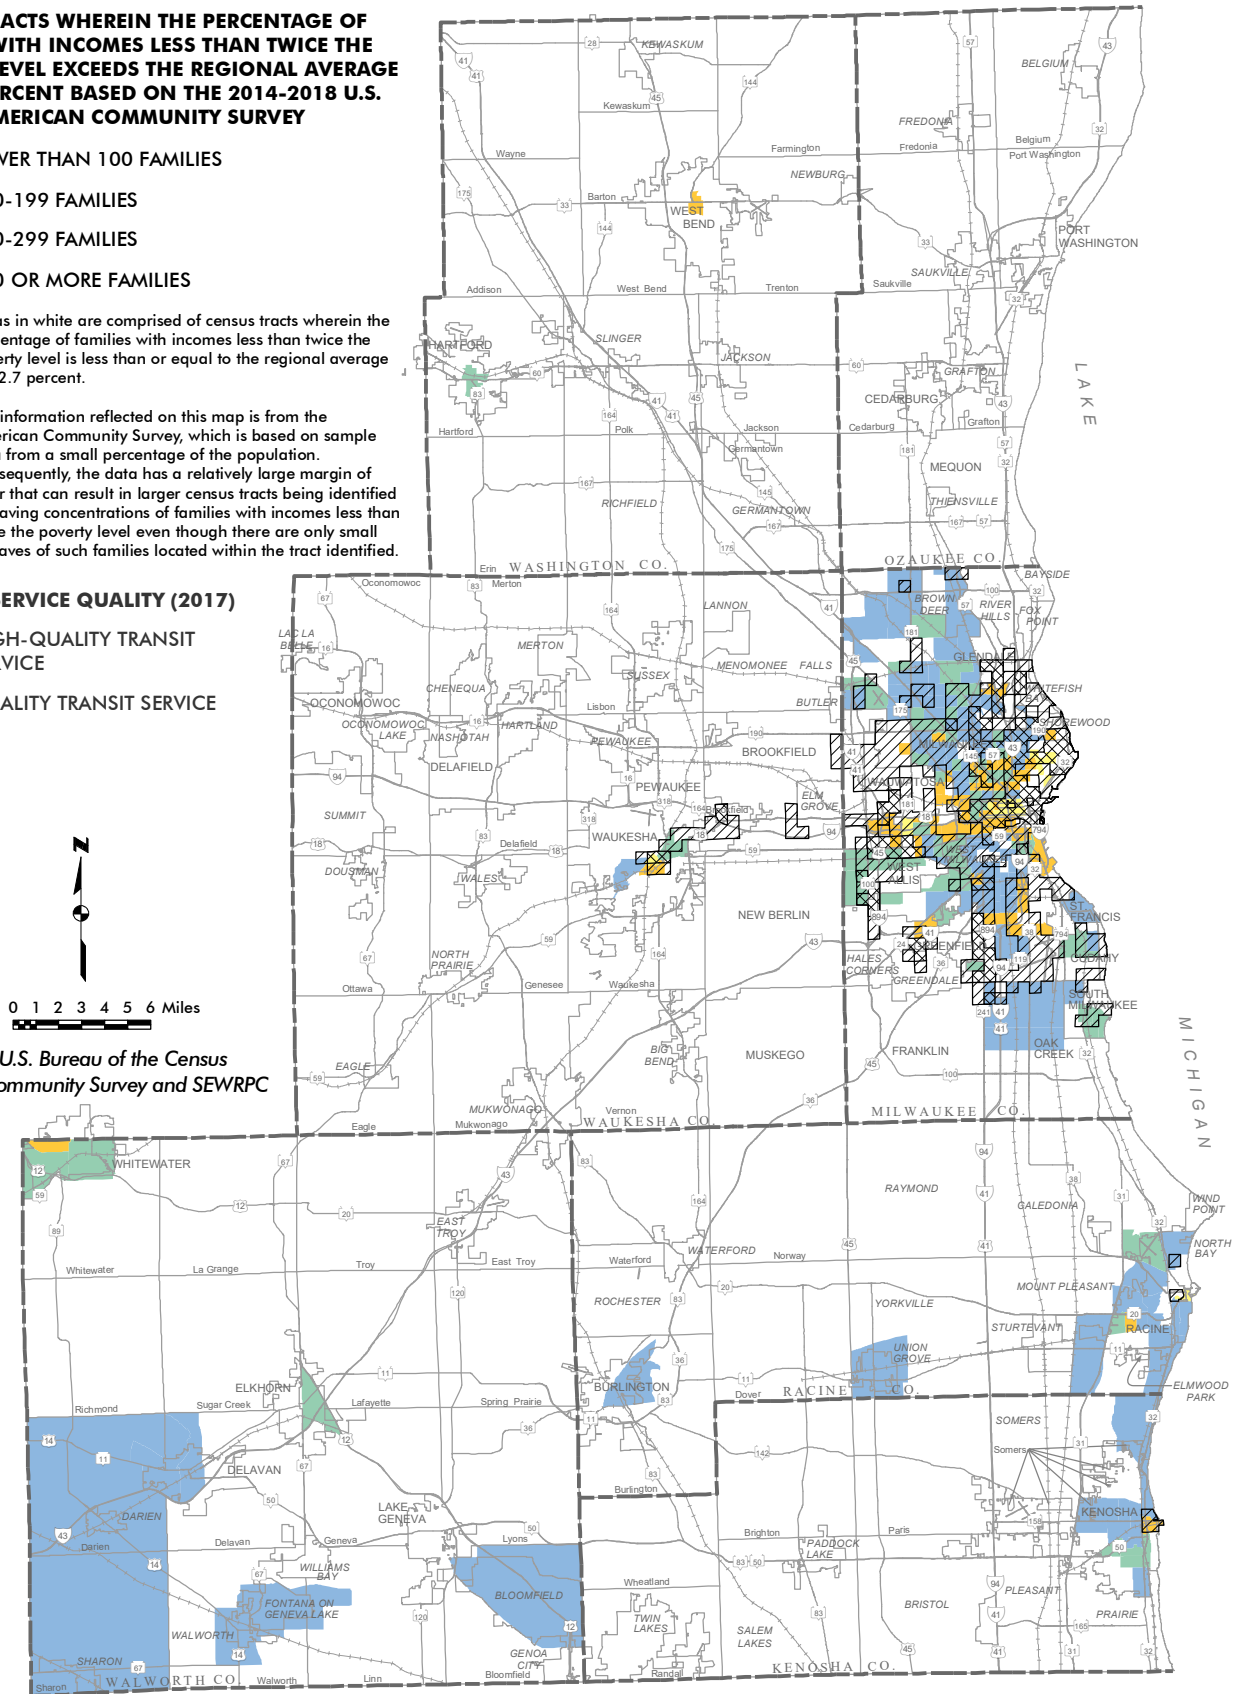 ACTS WHEREIN THE PERCENTAGE OF
WITH INCOMES LESS THAN TWICE THE
EVEL EXCEEDS THE REGIONAL AVERAGE
RCENT BASED ON THE 2014-2018 U.S.
MERICAN COMMUNITY SURVEY
WER THAN 100 FAMILIES
0-199 FAMILIES
0-299 FAMILIES
0 OR MORE FAMILIES
as in white are comprised of census tracts wherein the
entage of families with incomes less than twice the
erty level is less than or equal to the regional average
2.7 percent.
information reflected on this map is from the
erican Community Survey, which is based on sample
from a small percentage of the population.
sequently, the data has a relatively large margin of
r that can result in larger census tracts being identified
aving concentrations of families with incomes less than
e the poverty level even though there are only small
aves of such families located within the tract identified.
ERVICE QUALITY (2017)
GH-QUALITY TRANSIT
RVICE
ALITY TRANSIT SERVICE
N
0 1 2 3 4 5 6 Miles
U.S. Bureau of the Census
ommunity Survey and SEWRPC
KEWASKUM
Kewaskum
Wayne
Farmington
Barton
WEST
BEND
NEWBURG
Addison
West Bend
Trenton
BELGIUM
FREDONIA
Fredonia
Belgium
Port Washington
PORT
WASHINGTON
SAUKVILLE
Saukville
HARTFORD
SLINGER
JACKSON
Hartford
Polk
Jackson
Germantown
GRAFTON
CEDARBURG
Cedarburg
Grafton
MEQUON
THIENSVILLE
RICHFIELD
GERMANTOWN
Erin
WASHINGTON CO.
OZAUKEE CO.
LAKE
MICHIGAN
Oconomowoc
Merton
LAC LA
BELLE
MERTON
LANNON
SUSSEX
MENOMONEE FALLS
BUTLER
CHENEQUA
OCONOMOWOC
OCONOMOWOC
LAKE
NASHOTAH
HARTLAND
Lisbon
PEWAUKEE
BROOKFIELD
DELAFIELD
PEWAUKEE
Brookfield
ELM
GROVE
SUMMIT
WAUKESHA
Delafield
DOUSMAN
WALES
NEW BERLIN
NORTH
PRAIRIE
Ottawa
Genesee
Waukesha
EAGLE
BIG
BEND
MUSKEGO
MUKWONAGO
Vernon
Eagle
Mukwonago
WAUKESHA CO.
BAYSIDE
BROWN
DEER
RIVER
HILLS
FOX
POINT
GLENDALE
WHITEFISH
BAY
SHOREWOOD
MILWAUKEE
WAUWATOSA
WEST
MILWAUKEE
WEST
ALLIS
ST.
FRANCIS
GREENFIELD
CUDAHY
HALES
CORNERS
GREENDALE
SOUTH
MILWAUKEE
FRANKLIN
OAK
CREEK
MILWAUKEE CO.
WHITEWATER
Whitewater
La Grange
EAST
TROY
Troy
East Troy
ELKHORN
Richmond
Sugar Creek
Lafayette
Spring Prairie
DELAVAN
DARIEN
Darien
Delavan
Geneva
LAKE
GENEVA
Lyons
WILLIAMS
BAY
FONTANA ON
GENEVA LAKE
BLOOMFIELD
WALWORTH
SHARON
Sharon
WALWORTH CO.
Walworth
Linn
GENOA
CITY
Bloomfield
RAYMOND
CALEDONIA
WIND
POINT
NORTH
BAY
WATERFORD
Waterford
Norway
ROCHESTER
YORKVILLE
MOUNT PLEASANT
STURTEVANT
RACINE
UNION
GROVE
BURLINGTON
Dover
RACINE CO.
ELMWOOD
PARK
Burlington
SOMERS
Somers
KENOSHA
Brighton
Paris
PADDOCK
LAKE
Wheatland
TWIN
LAKES
SALEM
LAKES
BRISTOL
PLEASANT
PRAIRIE
Randall
KENOSHA CO.